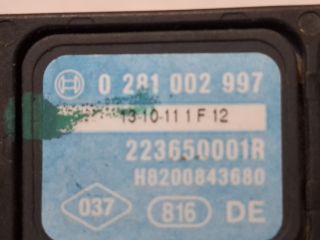 0 281 002 997
13-10-11 1 F 12
223650001R
H8200843680
037 816 DE